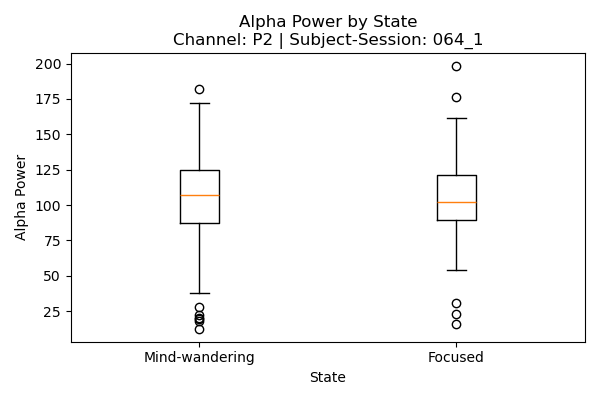 Alpha Power by State
Channel: P2 | Subject-Session: 064_1
200
175
150
125
100
75
50
25
Alpha Power
Mind-wandering
Focused
State